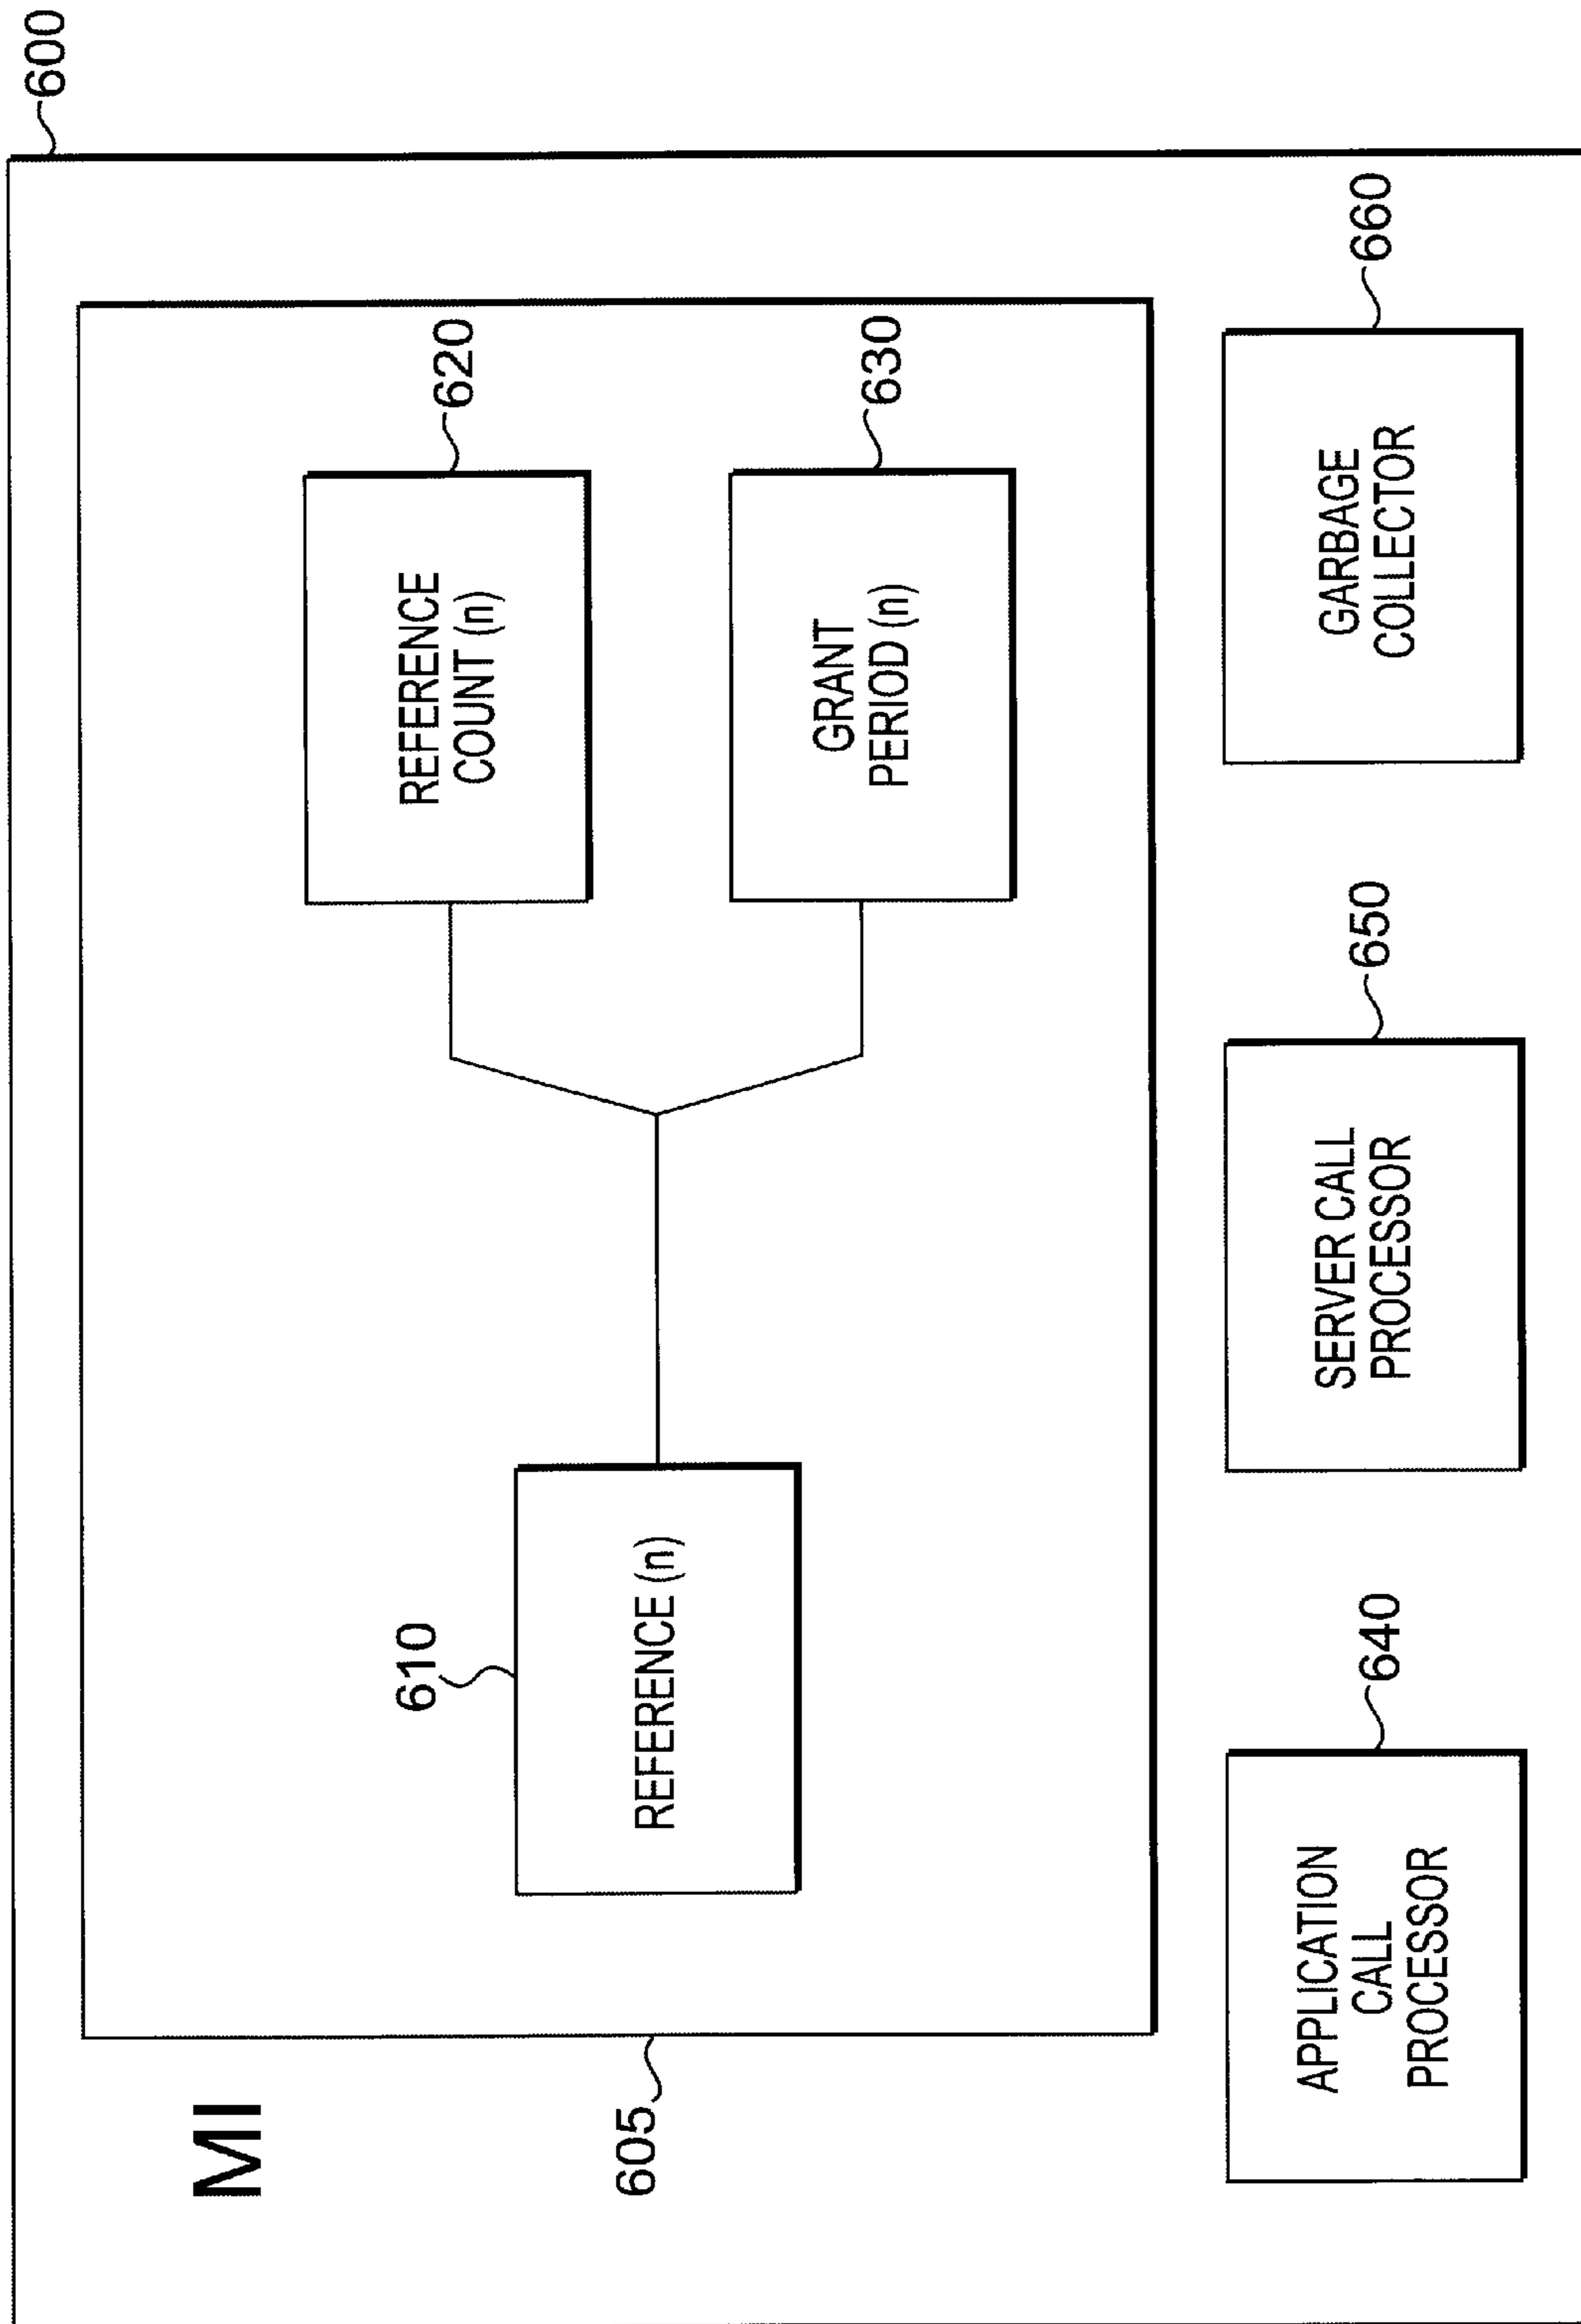 600
MI
605
610
REFERENCE (n)
620
REFERENCE
COUNT (n)
630
GRANT
PERIOD (n)
640
APPLICATION
CALL
PROCESSOR
650
SERVER CALL
PROCESSOR
660
GARBAGE
COLLECTOR